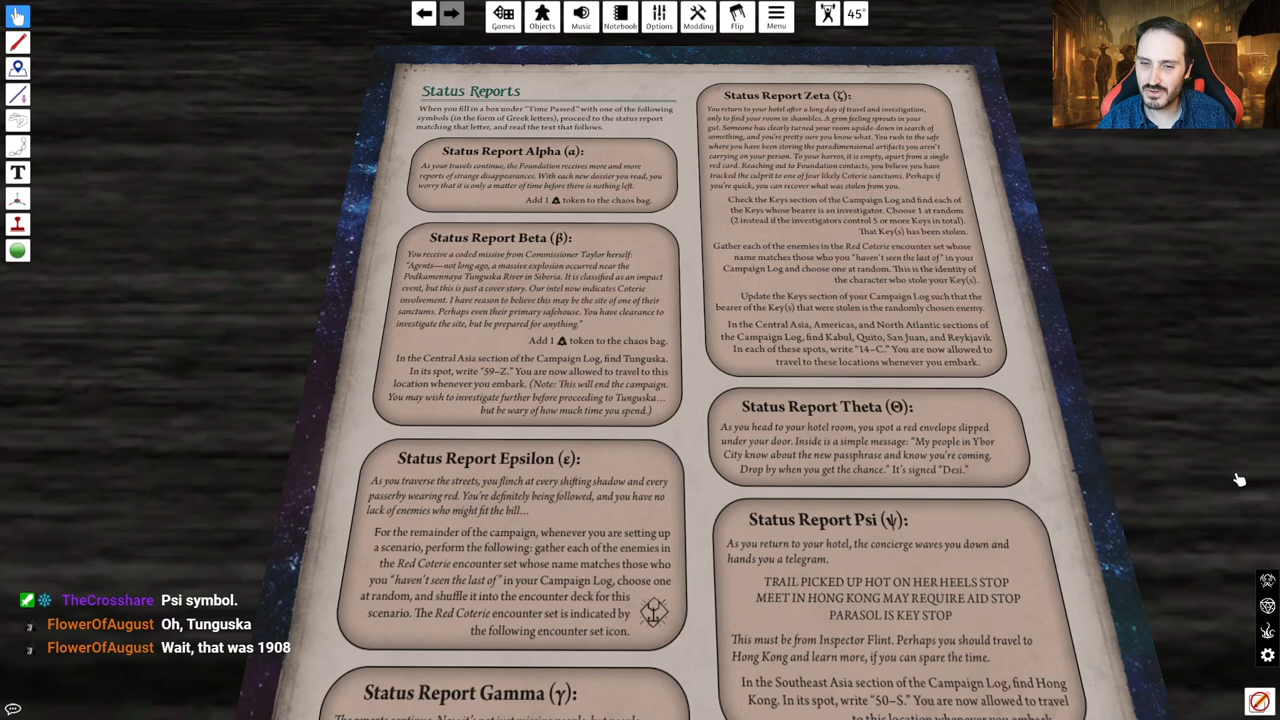 Games
Objects
Music
Notebook
Options
Modding
Flip
Menu
45°
Status Reports
When you fill in a box under "Time Passed" with one of the following
symbols (in the form of Greek letters), proceed to the status report
matching that letter, and read the text that follows.
Status Report Alpha (α):
As your travels continue, the Foundation receives more and more
reports of strange disappearances. With each new dossier you read, you
worry that it is only a matter of time before there is nothing left.
Add 1 token to the chaos bag.
Status Report Beta (β):
You receive a coded missive from Commissioner Taylor herself:
"Agents—not long ago, a massive explosion occurred near the
Podkamennaya Tunguska River in Siberia. It is classified as an impact
event, but this is just a cover story. Our intel now indicates Coterie
involvement. I have reason to believe this may be the site of one of their
sanctums. Perhaps even their primary safehouse. You have clearance to
investigate the site, but be prepared for anything."
Add 1 token to the chaos bag.
In the Central Asia section of the Campaign Log, find Tunguska.
In its spot, write "59–Z." You are now allowed to travel to this
location whenever you embark. (Note: This will end the campaign.
You may wish to investigate further before proceeding to Tunguska…
but be wary of how much time you spend.)
Status Report Epsilon (ε):
As you traverse the streets, you flinch at every shifting shadow and every
passerby wearing red. You're definitely being followed, and you have no
lack of enemies who might fit the bill…
For the remainder of the campaign, whenever you are setting up
a scenario, perform the following: gather each of the enemies in
the Red Coterie encounter set whose name matches those who
you "haven't seen the last of" in your Campaign Log, choose one
at random, and shuffle it into the encounter deck for this
scenario. The Red Coterie encounter set is indicated by
the following encounter set icon.
Status Report Gamma (γ):
Status Report Zeta (ζ):
You return to your hotel after a long day of travel and investigation,
only to find your room in shambles. A grim feeling sprouts in your
gut. Someone has clearly turned your room upside-down in search of
something, and you're pretty sure you know what. You rush to the safe
where you have been storing the paradimensional artifacts you aren't
carrying on your person. To your horror, it is empty, apart from a single
red card. Reaching out to Foundation contacts, you believe you have
tracked the culprit to one of four likely Coterie sanctums. Perhaps if
you're quick, you can recover what was stolen from you.
Check the Keys section of the Campaign Log and find each of
the Keys whose bearer is an investigator. Choose 1 at random
(2 instead if the investigators control 5 or more Keys in total).
That Key(s) has been stolen.
Gather each of the enemies in the Red Coterie encounter set whose
name matches those who you "haven't seen the last of" in your
Campaign Log and choose one at random. This is the identity of
the character who stole your Key(s).
Update the Keys section of your Campaign Log such that the
bearer of the Key(s) that were stolen is the randomly chosen enemy.
In the Central Asia, Americas, and North Atlantic sections of
the Campaign Log, find Kabul, Quito, San Juan, and Reykjavik
In each of these spots, write "14–C." You are now allowed to
travel to these locations whenever you embark.
Status Report Theta (Θ):
As you head to your hotel room, you spot a red envelope slipped
under your door. Inside is a simple message: "My people in Ybor
City know about the new passphrase and know you're coming.
Drop by when you get the chance." It's signed "Desi."
Status Report Psi (ψ):
As you return to your hotel, the concierge waves you down and
hands you a telegram.
TRAIL PICKED UP HOT ON HER HEELS STOP
MEET IN HONG KONG MAY REQUIRE AID STOP
PARASOL IS KEY STOP
This must be from Inspector Flint. Perhaps you should travel to
Hong Kong and learn more, if you can spare the time.
In the Southeast Asia section of the Campaign Log, find Hong
Kong. In its spot, write "50–S." You are now allowed to travel
to this location whenever you embark.
TheCrosshare Psi symbol.
FlowerOfAugust Oh, Tunguska
FlowerOfAugust Wait, that was 1908
T